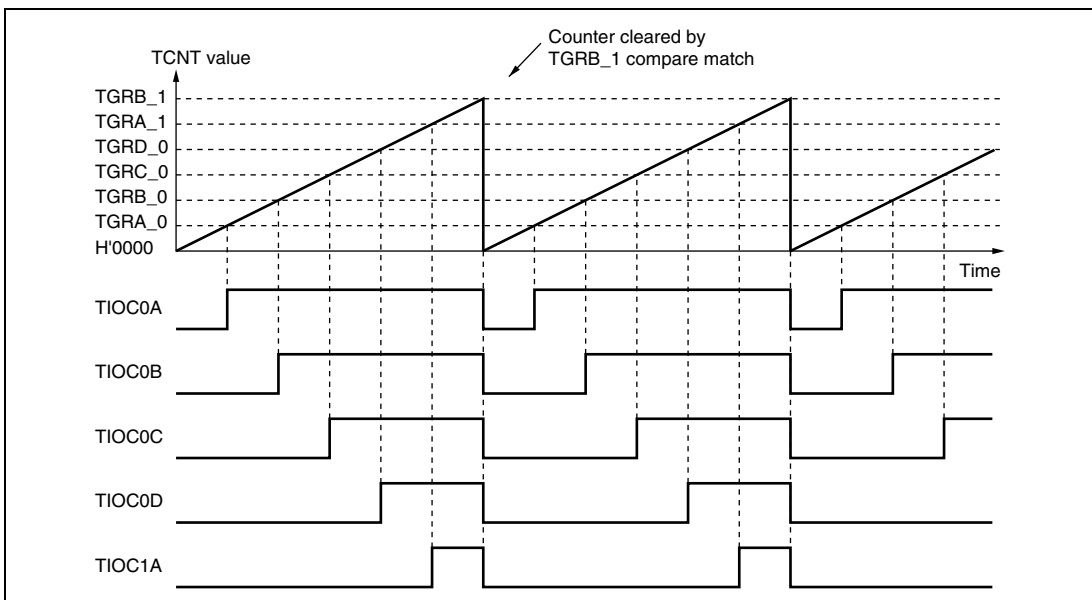 Counter cleared by
TGRB_1 compare match
TCNT value
TGRB_1
TGRA_1
TGRD_0
TGRC_0
TGRB_0
TGRA_0
H'0000
Time
TIOC0A
TIOC0B
TIOC0C
TIOC0D
TIOC1A